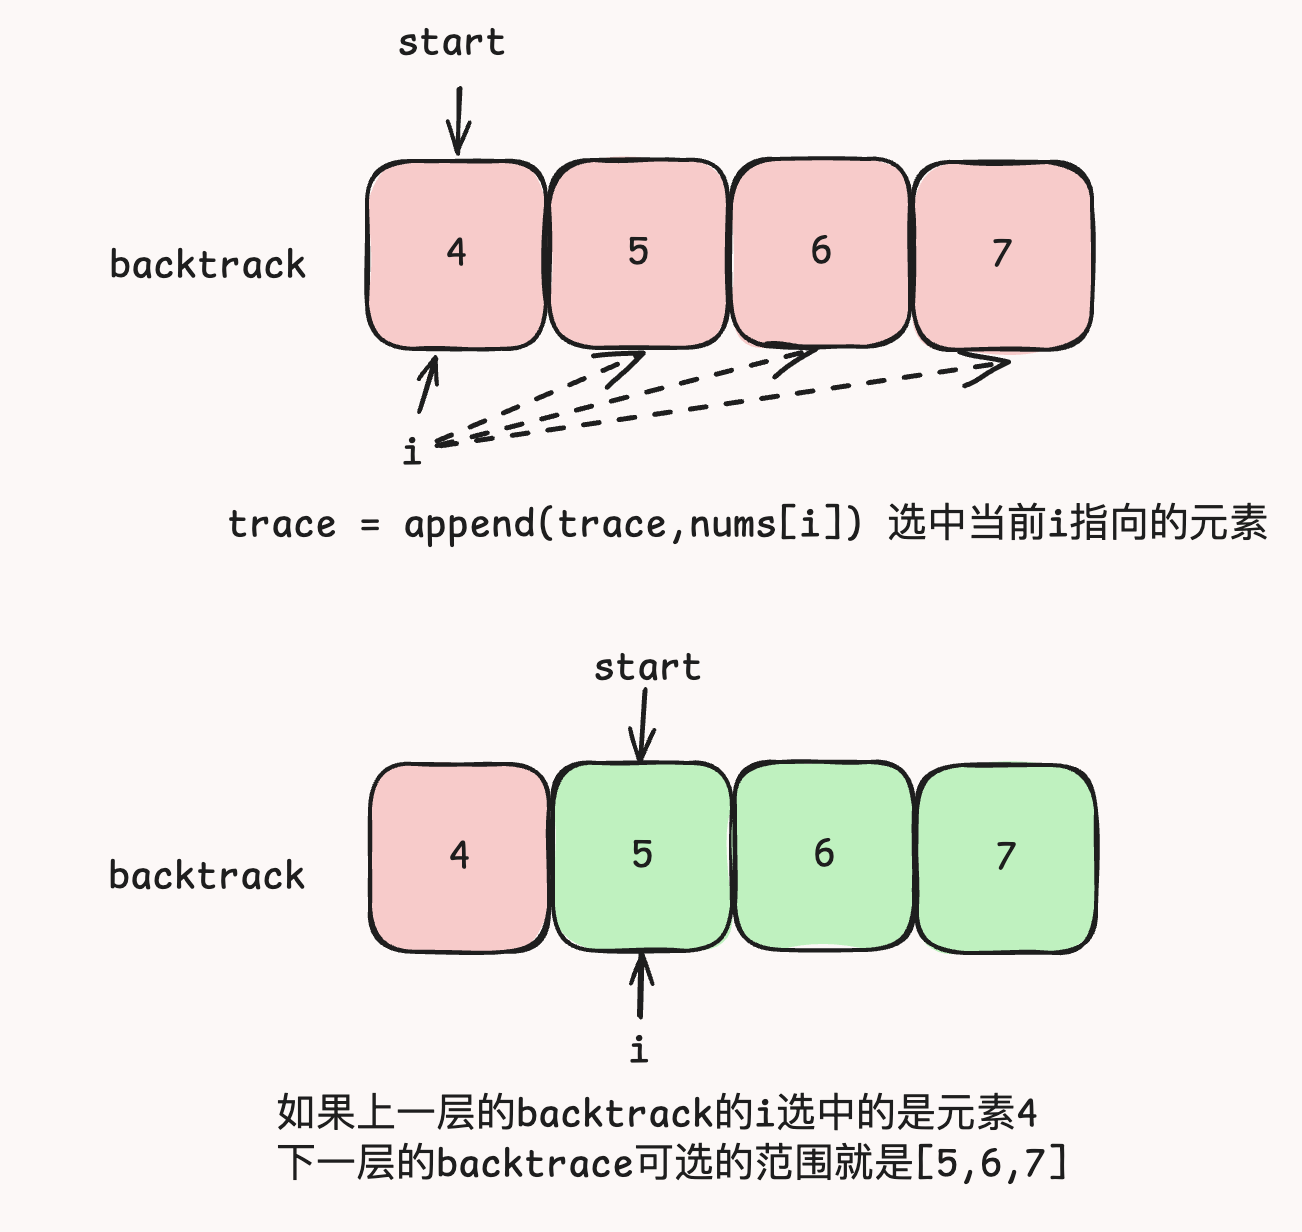 start
backtrack
4 5 6 7
i
trace = append(trace,nums[i]) 选中当前i指向的元素
start
backtrack
4 5 6 7
i
如果上一层的backtrack的i选中的是元素4
下一层的backtrace可选的范围就是[5,6,7]